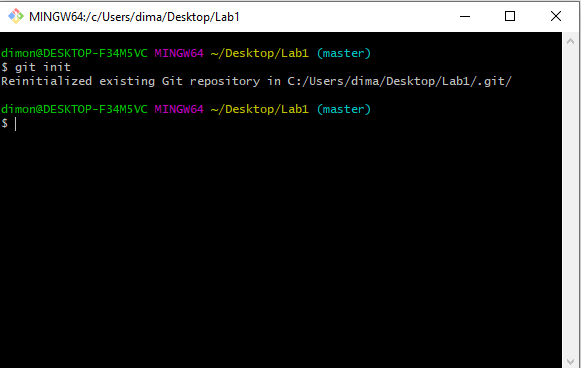 MINGW64:/c/Users/dima/Desktop/Lab1
dimon@DESKTOP-F34M5VC MINGW64 ~/Desktop/Lab1 (master)
$ git init
Reinitialized existing Git repository in C:/Users/dima/Desktop/Lab1/.git/
dimon@DESKTOP-F34M5VC MINGW64 ~/Desktop/Lab1 (master)
$